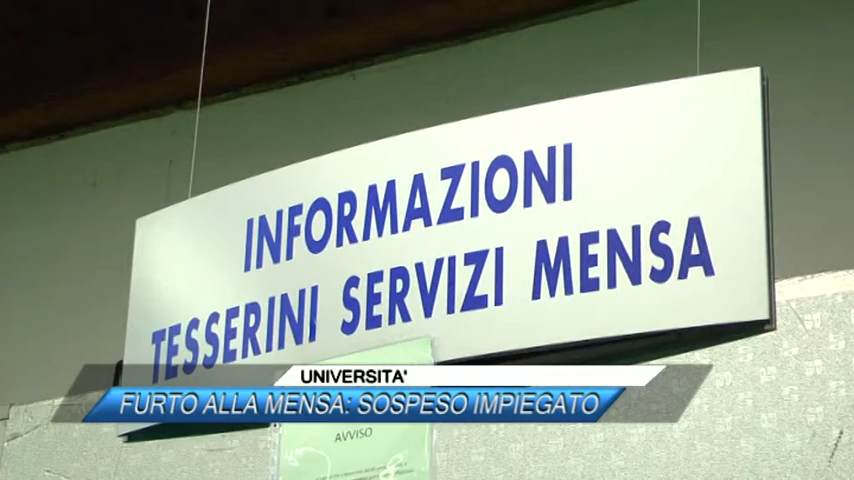 INFORMAZIONI
TESSERINI SERVIZI MENSA
UNIVERSITA'
FURTO ALLA MENSA: SOSPESO IMPIEGATO
AVVISO